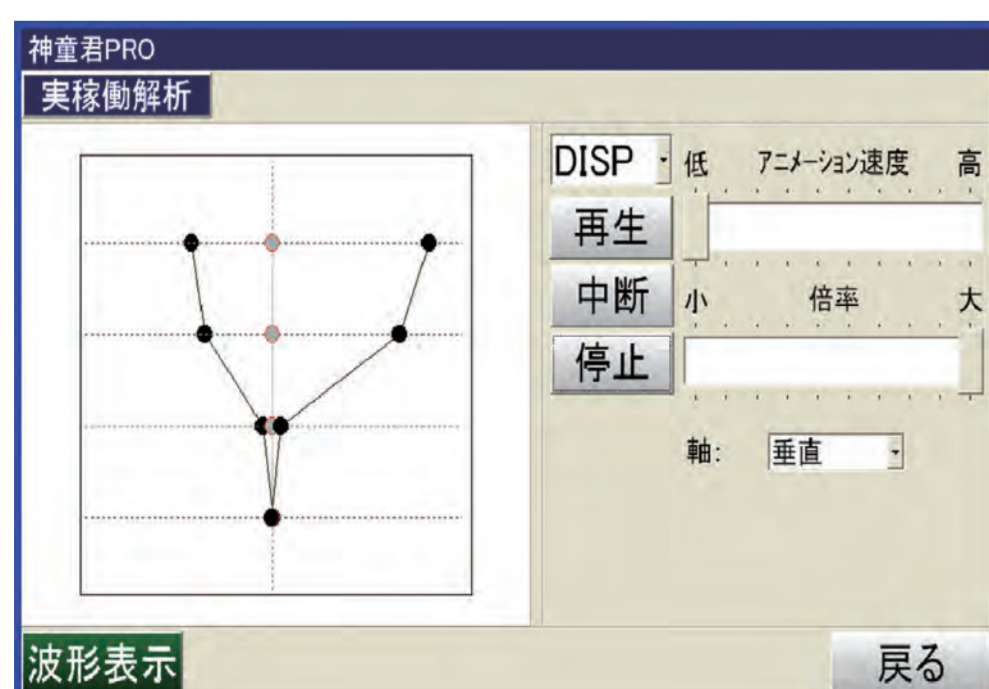 神童君PRO
実稼働解析
DISP
低 アニメーション速度 高
再生
中断
小 倍率 大
停止
軸: 垂直
波形表示
戻る